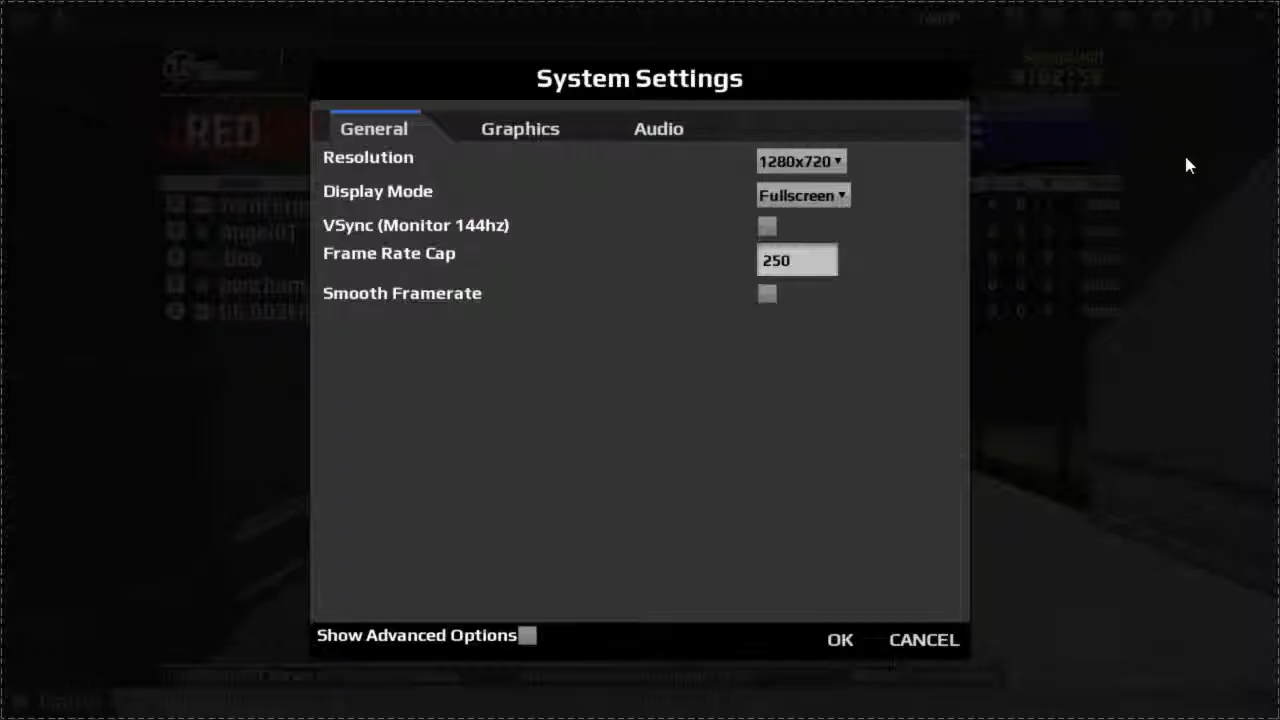 System Settings
General Graphics Audio
Resolution 1280x720
Display Mode Fullscreen
VSync (Monitor 144hz)
Frame Rate Cap 250
Smooth Framerate
Show Advanced Options
OK CANCEL
RED